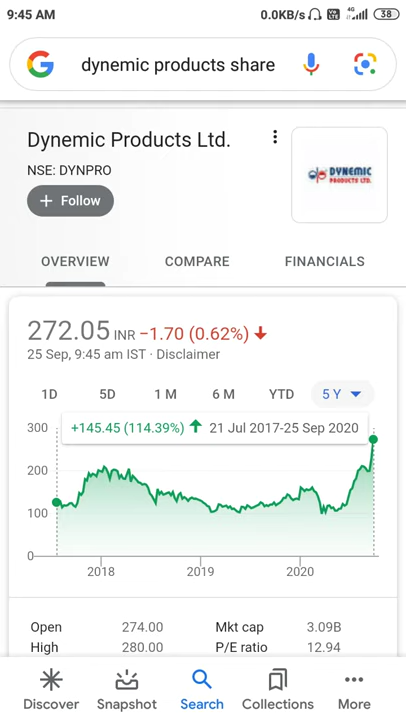 9:45 AM
0.0KB/s 4G 38
dynemic products share
Dynemic Products Ltd.
NSE: DYNPRO
+ Follow
DYNEMIC
PRODUCTS LTD.
OVERVIEW COMPARE FINANCIALS
272.05 INR −1.70 (0.62%)
25 Sep, 9:45 am IST · Disclaimer
1D 5D 1 M 6 M YTD 5 Y
+145.45 (114.39%) 21 Jul 2017-25 Sep 2020
300
200
100
0
2018 2019 2020
Open 274.00 Mkt cap 3.09B
High 280.00 P/E ratio 12.94
Discover Snapshot Search Collections More